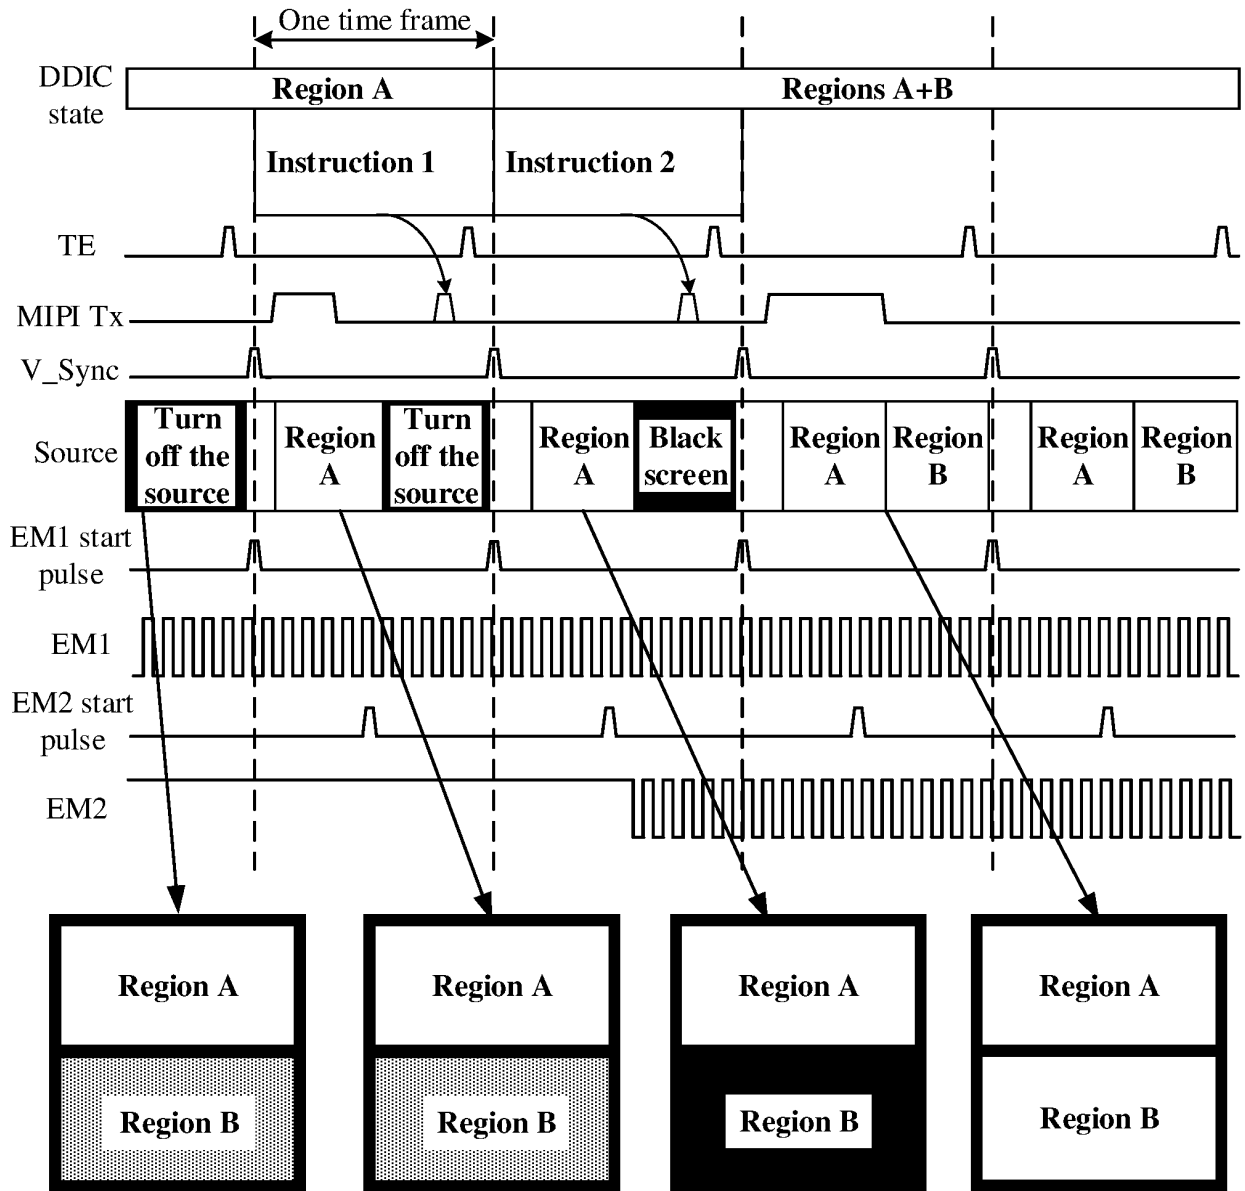 One time frame
DDIC
state
Region A
Regions A+B
Instruction 1
Instruction 2
TE
MIPI Tx
V_Sync
Source
Turn
off the
source
Region
A
Turn
off the
source
Region
A
Black
screen
Region
A
Region
B
Region
A
Region
B
EM1 start
pulse
EM1
EM2 start
pulse
EM2
Region A
Region B
Region A
Region B
Region A
Region B
Region A
Region B